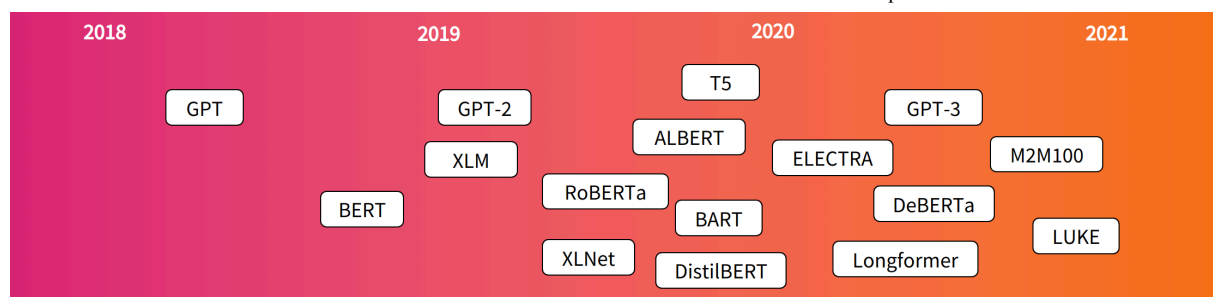 2018
2019
2020
2021
T5
GPT
GPT-2
GPT-3
ALBERT
XLM
ELECTRA
M2M100
RoBERTa
BERT
BART
DeBERTa
LUKE
XLNet
DistilBERT
Longformer